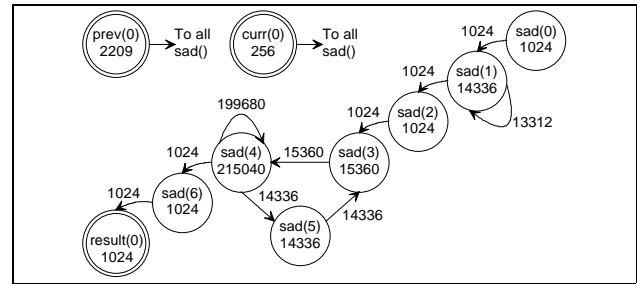 prev(0)
2209
To all
sad()
curr(0)
256
To all
sad()
sad(0)
1024
1024
sad(1)
14336
13312
1024
sad(2)
1024
1024
sad(3)
15360
15360
199680
sad(4)
215040
14336
sad(5)
14336
14336
1024
sad(6)
1024
1024
result(0)
1024